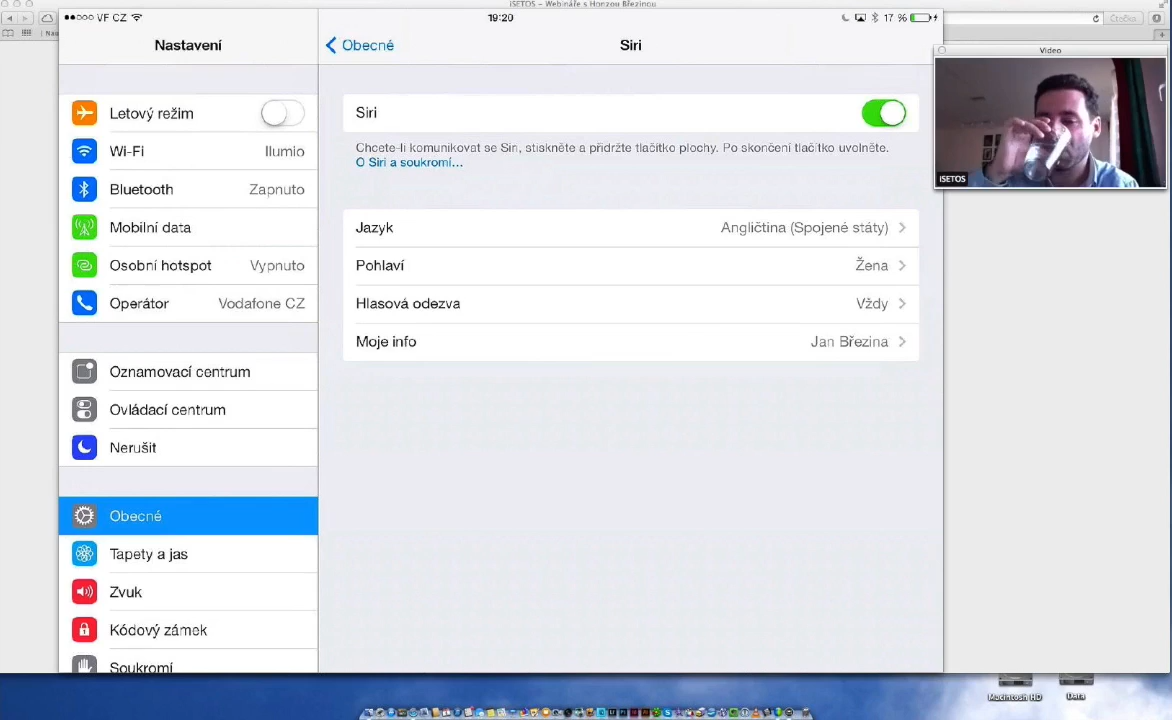 iSETOS – Webináře s Honzou Březinou
VF CZ
19:20
17 %
Čtečka
Nastavení
Obecné
Siri
Video
Letový režim
Wi-Fi Ilumio
Bluetooth Zapnuto
Mobilní data
Osobní hotspot Vypnuto
Operátor Vodafone CZ
Oznamovací centrum
Ovládací centrum
Nerušit
Obecné
Tapety a jas
Zvuk
Kódový zámek
Soukromí
Siri
Chcete-li komunikovat se Siri, stiskněte a přidržte tlačítko plochy. Po skončení tlačítko uvolněte.
O Siri a soukromí...
Jazyk Angličtina (Spojené státy)
Pohlaví Žena
Hlasová odezva Vždy
Moje info Jan Březina
iSETOS
Macintosh HD
Data